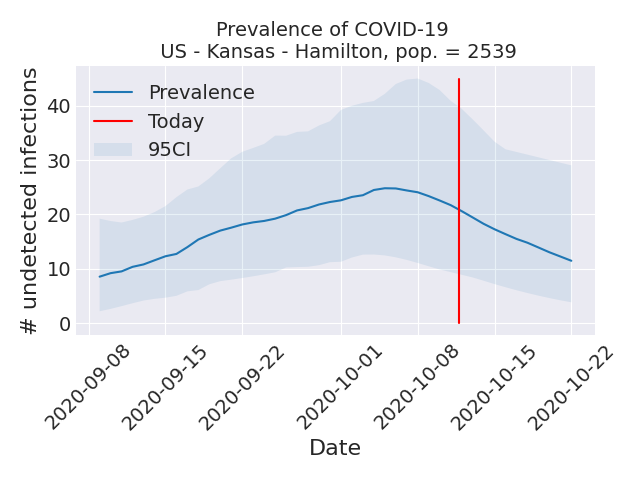 Prevalence of COVID-19
US - Kansas - Hamilton, pop. = 2539
# undetected infections
40
30
20
10
0
Prevalence
Today
95CI
2020-09-08
2020-09-15
2020-09-22
2020-10-01
2020-10-08
2020-10-15
2020-10-22
Date